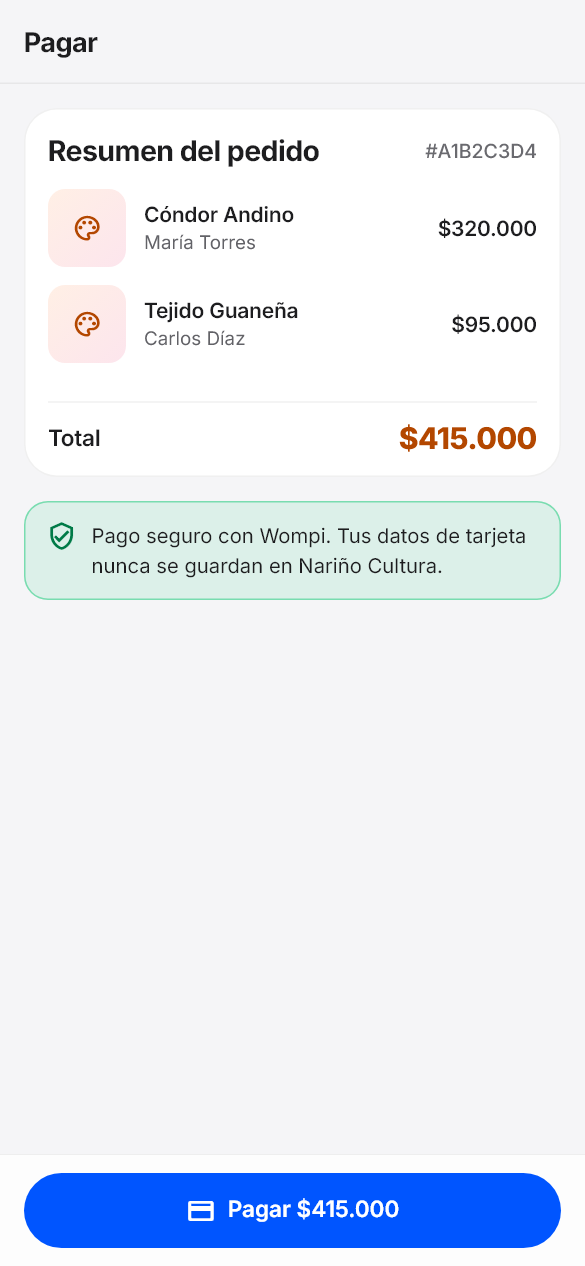 Pagar
Resumen del pedido #A1B2C3D4
Cóndor Andino
María Torres
$320.000
Tejido Guaneña
Carlos Díaz
$95.000
Total $415.000
Pago seguro con Wompi. Tus datos de tarjeta
nunca se guardan en Nariño Cultura.
Pagar $415.000